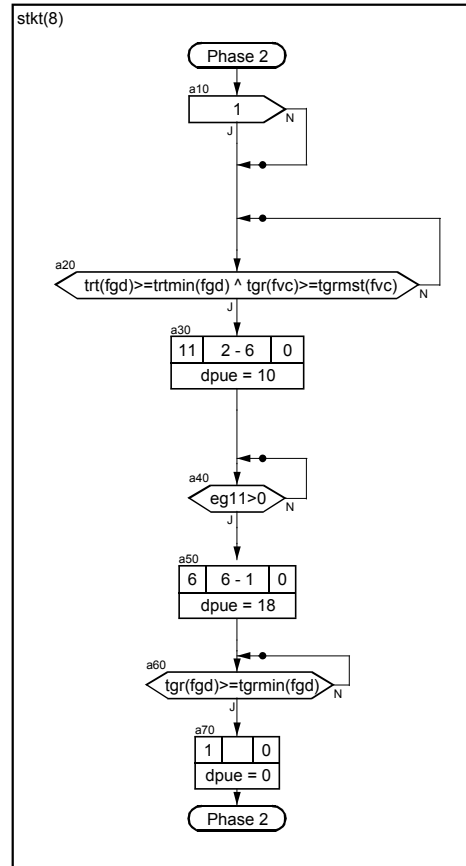 stkt(8)
Phase 2
a10
1
N
J
a20
trt(fgd)>=trtmin(fgd) ^ tgr(fvc)>=tgrmst(fvc)
N
J
a30
11 2 - 6 0
dpue = 10
a40
eg11>0
N
J
a50
6 6 - 1 0
dpue = 18
a60
tgr(fgd)>=tgrmin(fgd)
N
J
a70
1 0
dpue = 0
Phase 2